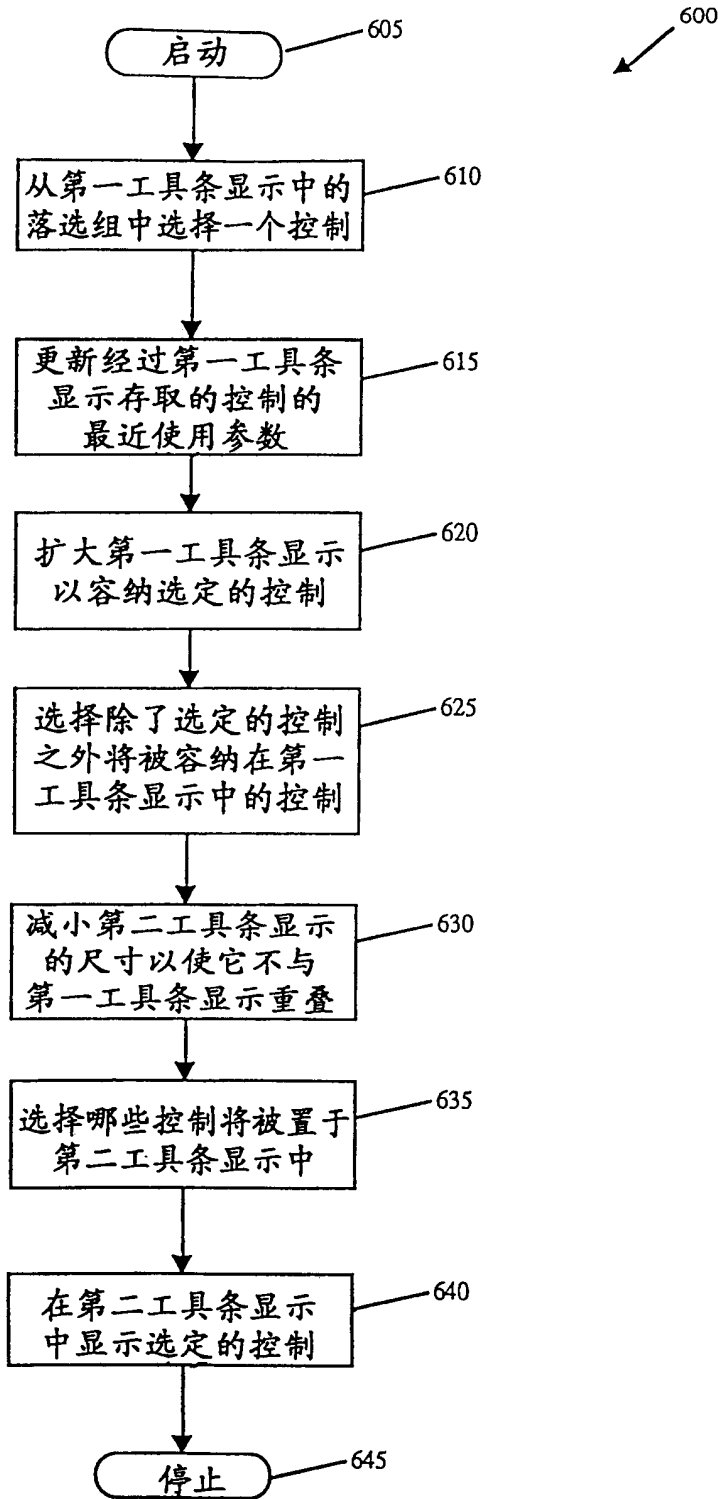 600
启动
605
从第一工具条显示中的
落选组中选择一个控制
610
更新经过第一工具条
显示存取的控制的
最近使用参数
615
扩大第一工具条显示
以容纳选定的控制
620
选择除了选定的控制
之外将被容纳在第一
工具条显示中的控制
625
减小第二工具条显示
的尺寸以使它不与
第一工具条显示重叠
630
选择哪些控制将被置于
第二工具条显示中
635
在第二工具条显示
中显示选定的控制
640
停止
645